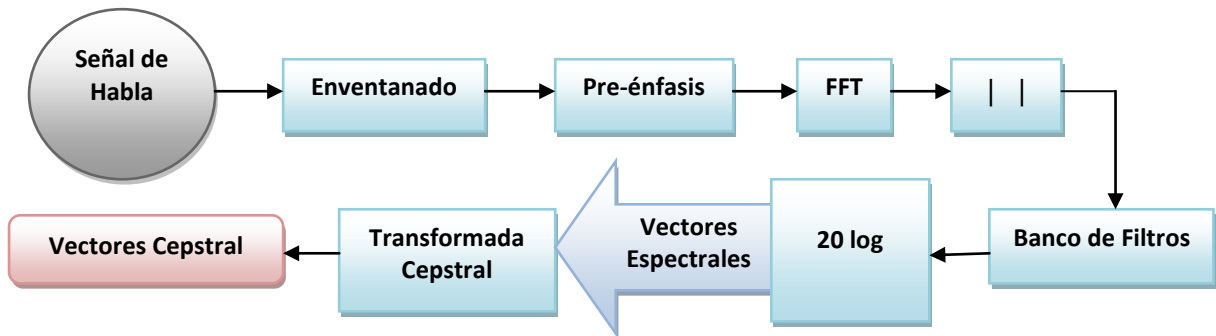 Señal de
Habla
Enventanado
Pre-énfasis
FFT
| |
Banco de Filtros
20 log
Vectores
Espectrales
Transformada
Cepstral
Vectores Cepstral